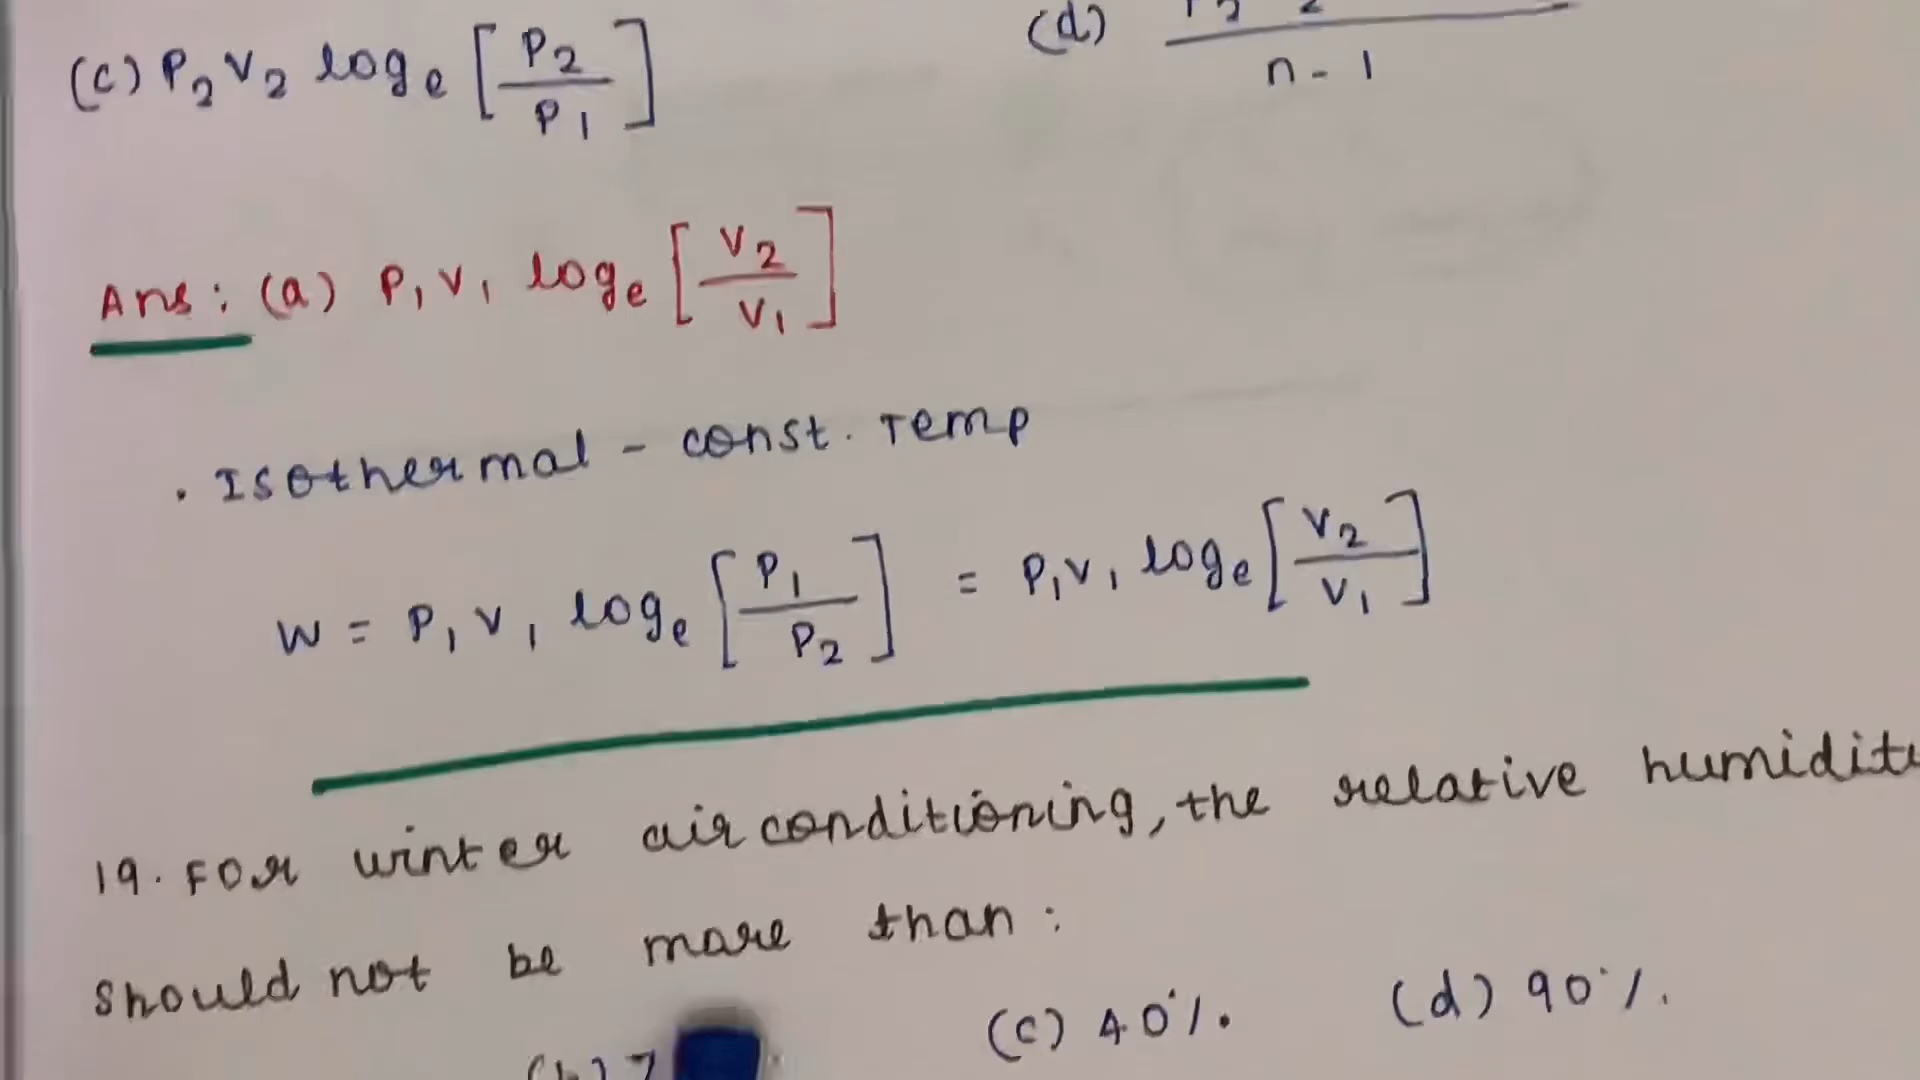 (c) P₂V₂ logₑ [P₂/P₁] (d) n-1
Ans: (a) P₁V₁ logₑ [V₂/V₁]
. Isothermal - const. Temp
W = P₁V₁ logₑ [P₁/P₂] = P₁V₁ logₑ [V₂/V₁]
19. For winter air conditioning, the relative
should not be more than:
(c) 40%. (d) 90%.